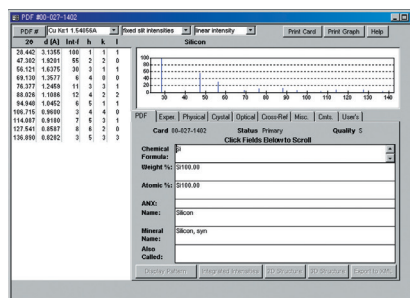 PDF #00-027-1402
PDF # Cu Kα1 1.54056A fixed slit intensities linear intensity Print Card Print Graph Help
2θ d (A) Int-f h k l
28.442 3.1355 100 1 1 1
47.302 1.9201 55 2 2 0
56.121 1.6375 30 3 1 1
69.130 1.3577 6 4 0 0
76.377 1.2459 11 3 3 1
88.026 1.1086 12 4 2 2
94.948 1.0452 6 5 1 1
106.715 0.9600 3 4 4 0
114.087 0.9180 7 5 3 1
127.541 0.8587 8 6 2 0
136.890 0.8282 3 5 3 3
Silicon
100
80
60
40
20
0
30 40 50 60 70 80 90 100 110 120 130 140
PDF Exper. Physical Crystal Optical Cross-Ref Misc. Cmts. User's
Card 00-027-1402 Status Primary Quality S
Click Fields Below to Scroll
Chemical Formula: Si
Weight %: Si100.00
Atomic %: Si100.00
ANX:
Name: Silicon
Mineral Name: Silicon, syn
Also Called:
Display Pattern Integrated Intensities 2D Structure 3D Structure Export to XML